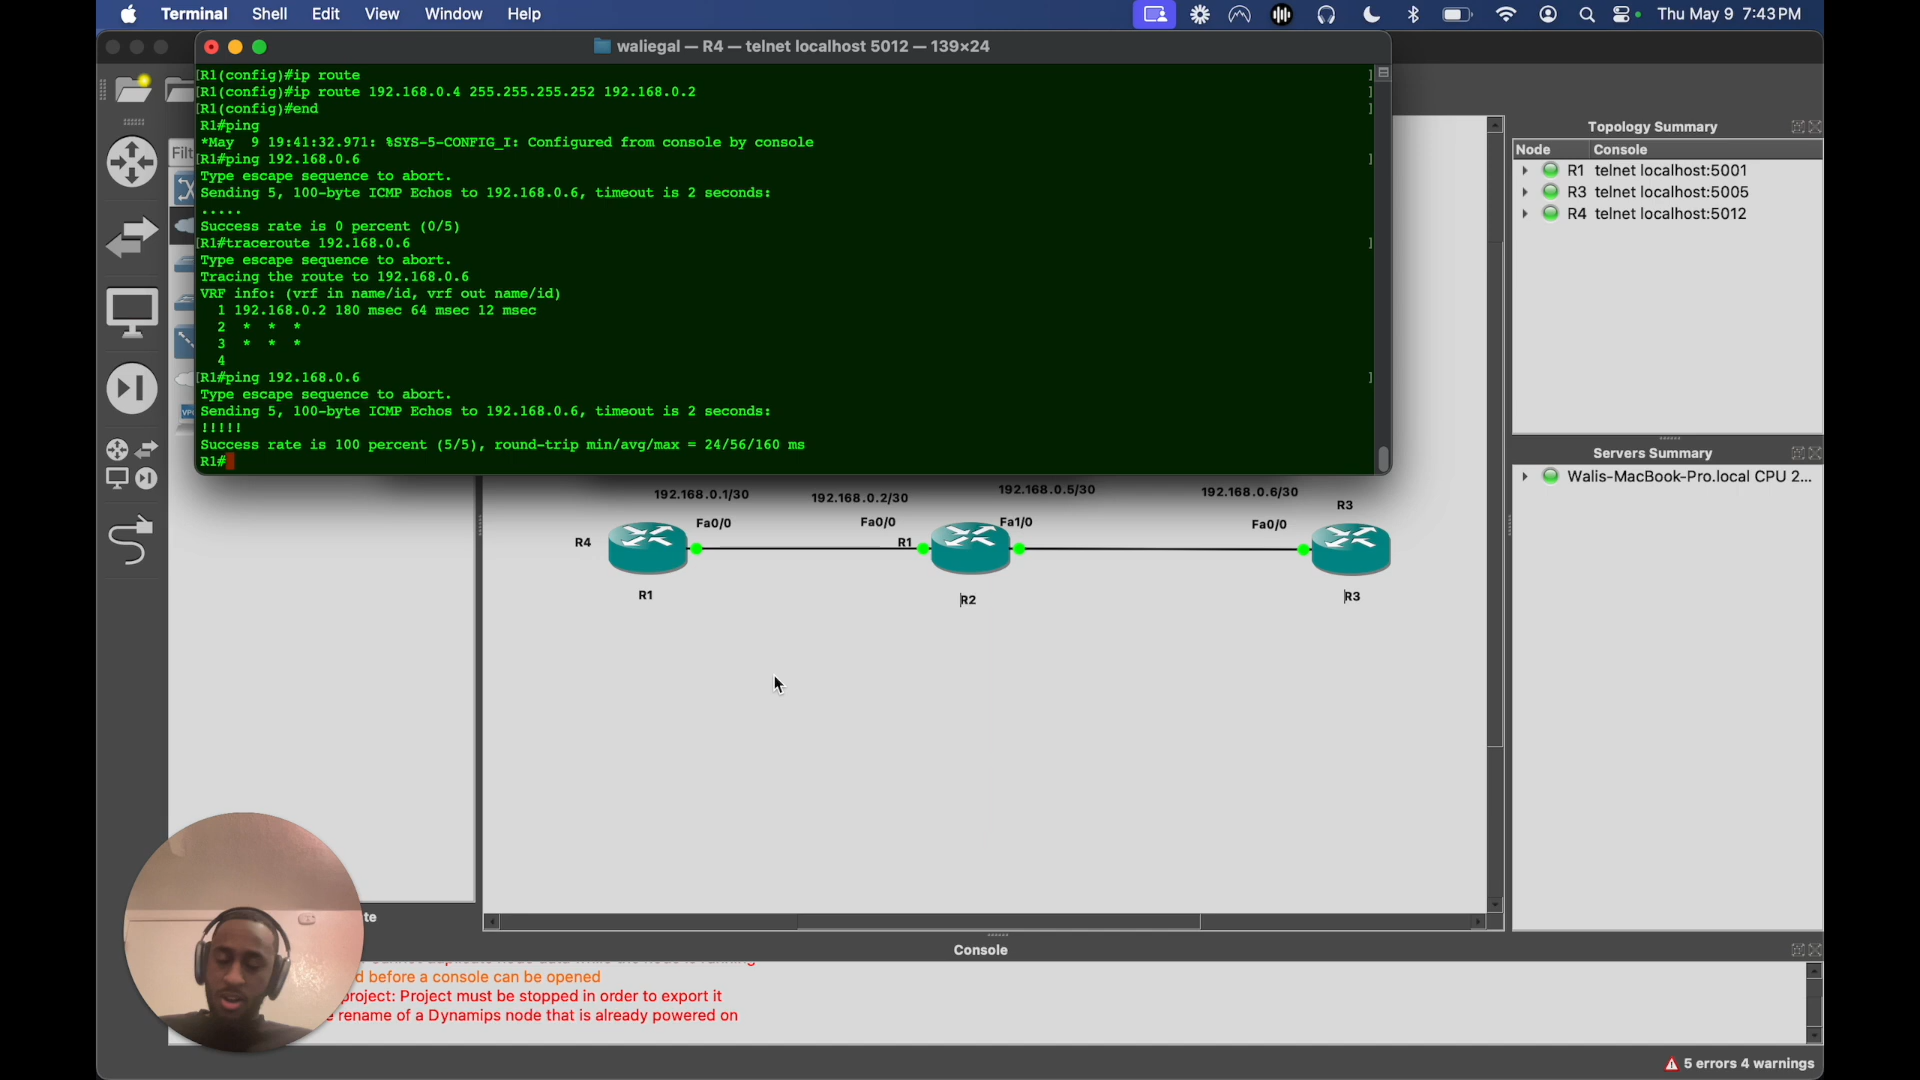 Terminal Shell Edit View Window Help
Thu May 9 7:43 PM
waliegal — R4 — telnet localhost 5012 — 139×24
[R1(config)#ip route ]
[R1(config)#ip route 192.168.0.4 255.255.255.252 192.168.0.2 ]
[R1(config)#end ]
R1#ping
*May  9 19:41:32.971: %SYS-5-CONFIG_I: Configured from console by console
[R1#ping 192.168.0.6 ]
Type escape sequence to abort.
Sending 5, 100-byte ICMP Echos to 192.168.0.6, timeout is 2 seconds:
.....
Success rate is 0 percent (0/5)
[R1#traceroute 192.168.0.6 ]
Type escape sequence to abort.
Tracing the route to 192.168.0.6
VRF info: (vrf in name/id, vrf out name/id)
1 192.168.0.2 180 msec 64 msec 12 msec
2 * * *
3 * * *
4
[R1#ping 192.168.0.6 ]
Type escape sequence to abort.
Sending 5, 100-byte ICMP Echos to 192.168.0.6, timeout is 2 seconds:
!!!!!
Success rate is 100 percent (5/5), round-trip min/avg/max = 24/56/160 ms
R1#
Filt
VPC
Topology Summary
Node Console
R1 telnet localhost:5001
R3 telnet localhost:5005
R4 telnet localhost:5012
Servers Summary
Walis-MacBook-Pro.local CPU 2...
192.168.0.1/30 192.168.0.2/30 192.168.0.5/30 192.168.0.6/30
R3
Fa0/0 Fa0/0 Fa1/0 Fa0/0
R4 R1
R1 R2 R3
te
Console
d before a console can be opened
project: Project must be stopped in order to export it
rename of a Dynamips node that is already powered on
5 errors 4 warnings